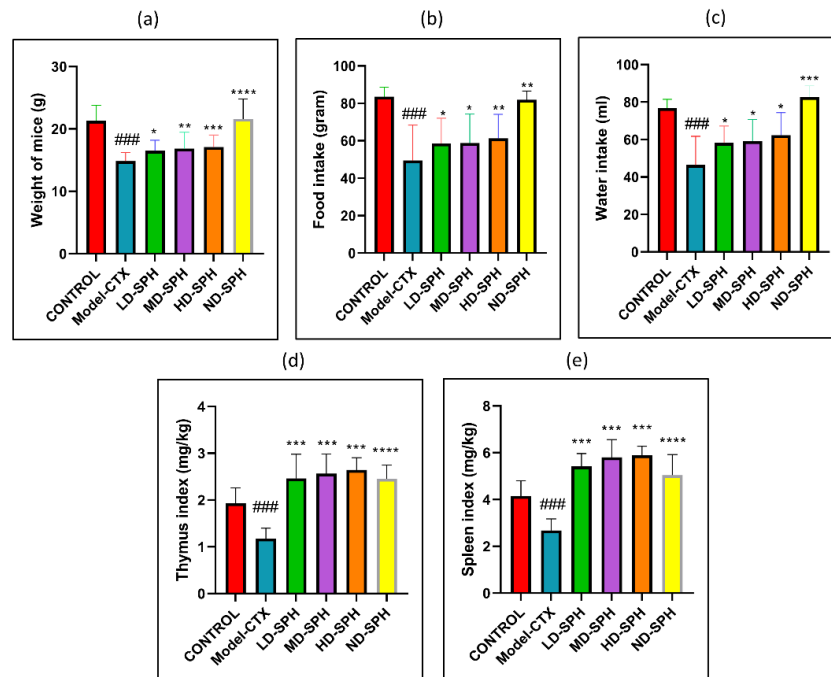 (a)
Weight of mice (g)
30
20
10
0
###
*
**
***
****
CONTROL
Model-CTX
LD-SPH
MD-SPH
HD-SPH
ND-SPH
(b)
Food intake (gram)
100
80
60
40
20
0
###
*
*
**
**
CONTROL
Model-CTX
LD-SPH
MD-SPH
HD-SPH
ND-SPH
(c)
Water intake (ml)
100
80
60
40
20
0
###
*
*
*
***
CONTROL
Model-CTX
LD-SPH
MD-SPH
HD-SPH
ND-SPH
(d)
Thymus index (mg/kg)
4
3
2
1
0
###
***
***
***
****
CONTROL
Model-CTX
LD-SPH
MD-SPH
HD-SPH
ND-SPH
(e)
Spleen index (mg/kg)
8
6
4
2
0
###
***
***
***
****
CONTROL
Model-CTX
LD-SPH
MD-SPH
HD-SPH
ND-SPH